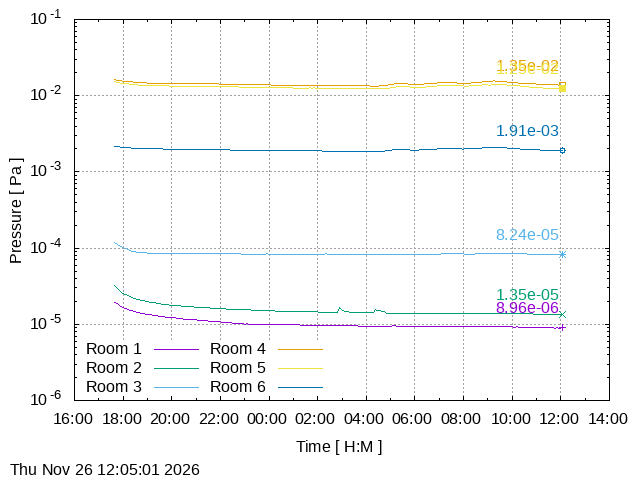 10^-1
10^-2
10^-3
10^-4
10^-5
10^-6
Pressure [ Pa ]
1.35e-02
1.91e-03
8.24e-05
1.35e-05
8.96e-06
Room 1 Room 4
Room 2 Room 5
Room 3 Room 6
16:00 18:00 20:00 22:00 00:00 02:00 04:00 06:00 08:00 10:00 12:00 14:00
Time [ H:M ]
Thu Nov 26 12:05:01 2026